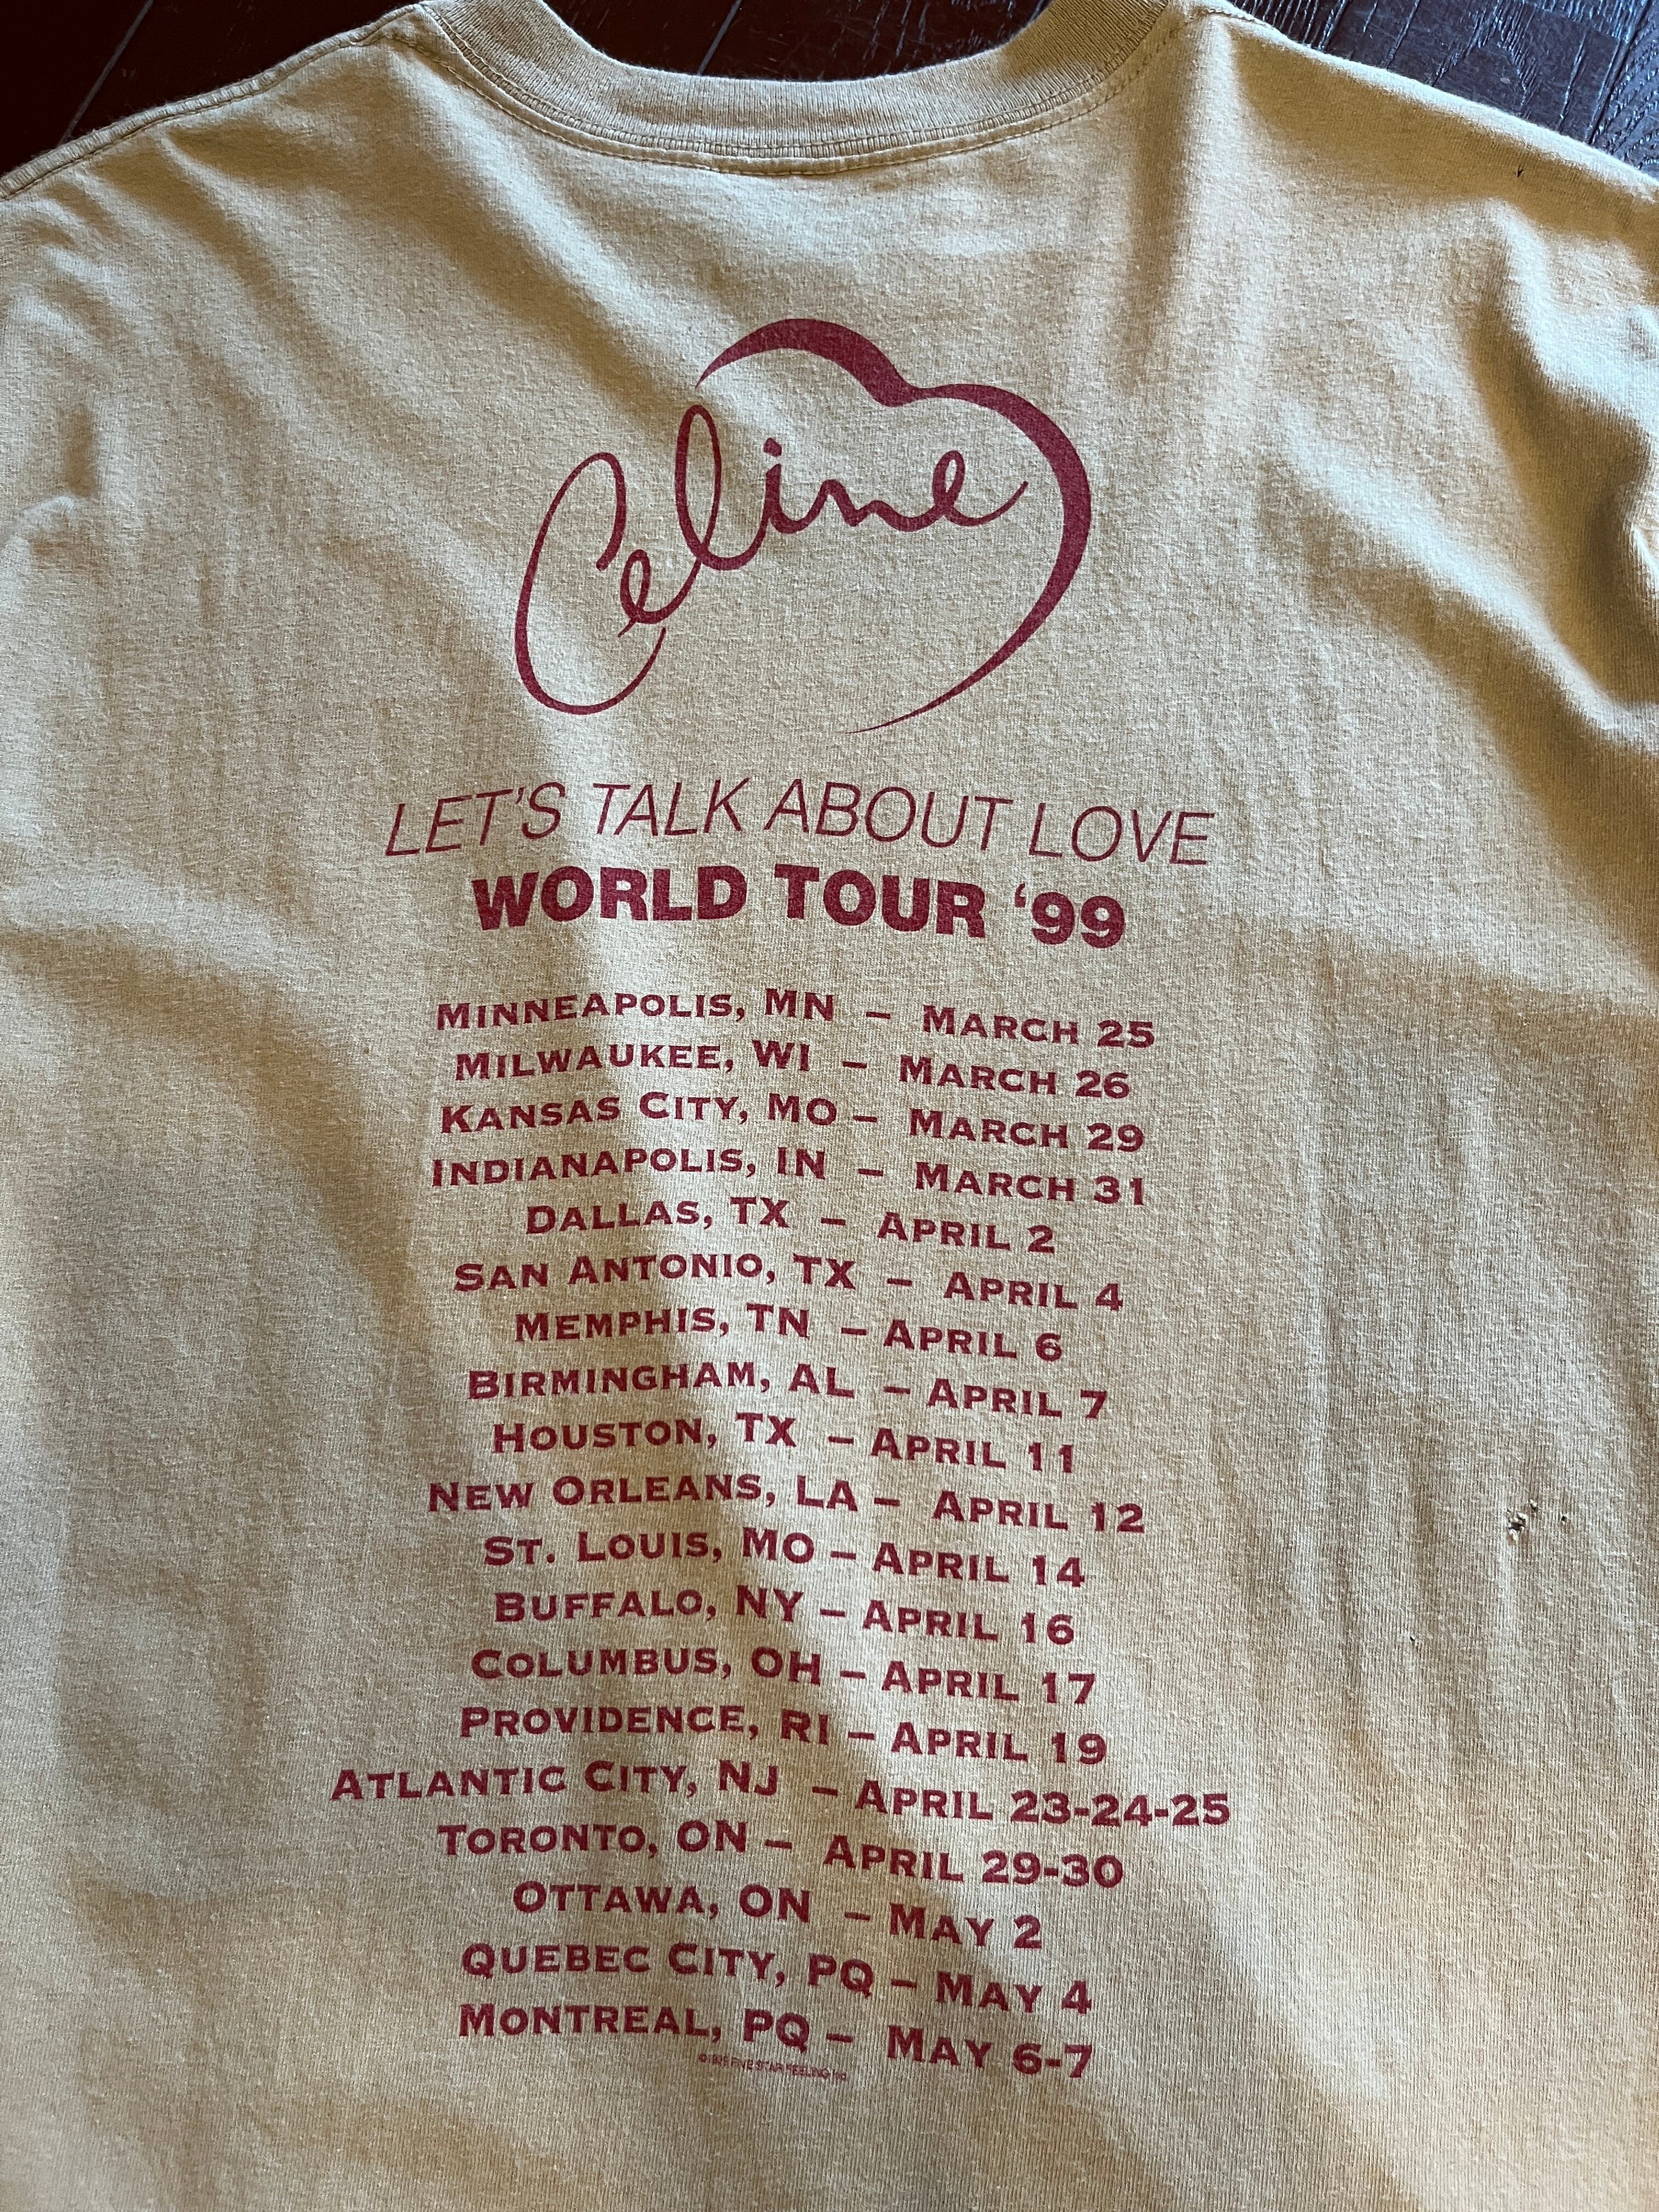 Celine
LET'S TALK ABOUT LOVE
WORLD TOUR '99
MINNEAPOLIS, MN – MARCH 25
MILWAUKEE, WI – MARCH 26
KANSAS CITY, MO – MARCH 29
INDIANAPOLIS, IN – MARCH 31
DALLAS, TX – APRIL 2
SAN ANTONIO, TX – APRIL 4
MEMPHIS, TN – APRIL 6
BIRMINGHAM, AL – APRIL 7
HOUSTON, TX – APRIL 11
NEW ORLEANS, LA – APRIL 12
ST. LOUIS, MO – APRIL 14
BUFFALO, NY – APRIL 16
COLUMBUS, OH – APRIL 17
PROVIDENCE, RI – APRIL 19
ATLANTIC CITY, NJ – APRIL 23-24-25
TORONTO, ON – APRIL 29-30
OTTAWA, ON – MAY 2
QUEBEC CITY, PQ – MAY 4
MONTREAL, PQ – MAY 6-7
FIVE STAR FEELING Inc